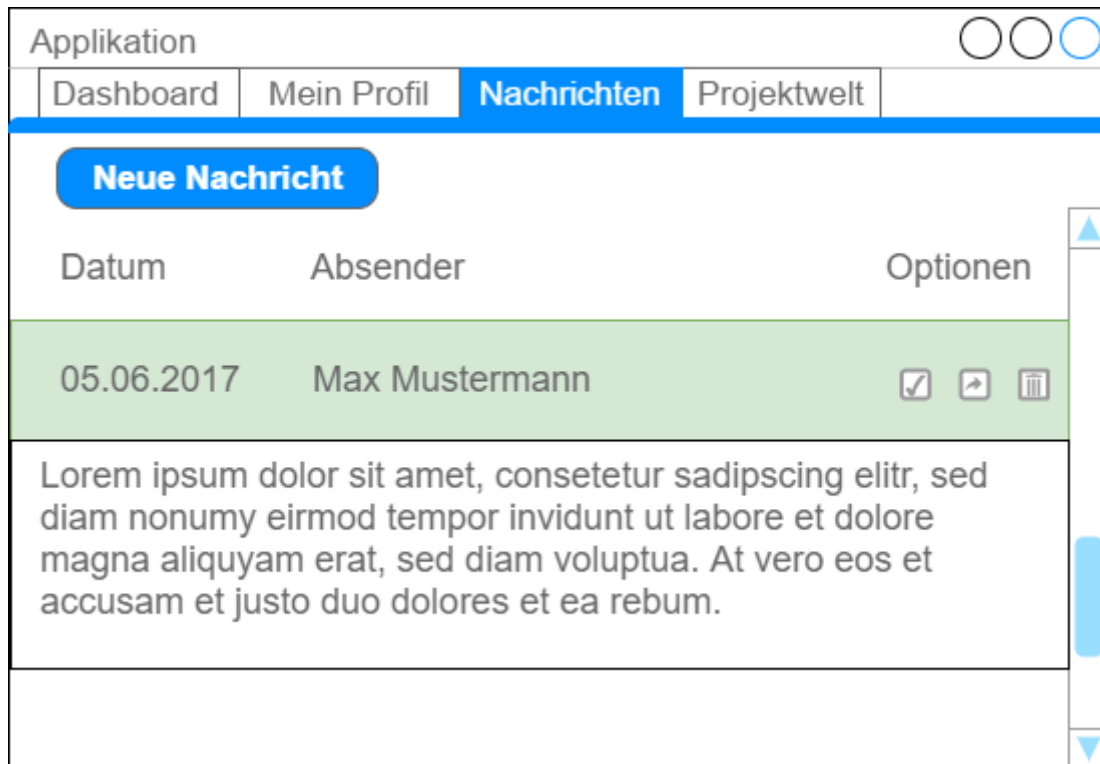 Applikation
Dashboard Mein Profil Nachrichten Projektwelt
Neue Nachricht
Datum Absender Optionen
05.06.2017 Max Mustermann
Lorem ipsum dolor sit amet, consetetur sadipscing elitr, sed
diam nonumy eirmod tempor invidunt ut labore et dolore
magna aliquyam erat, sed diam voluptua. At vero eos et
accusam et justo duo dolores et ea rebum.